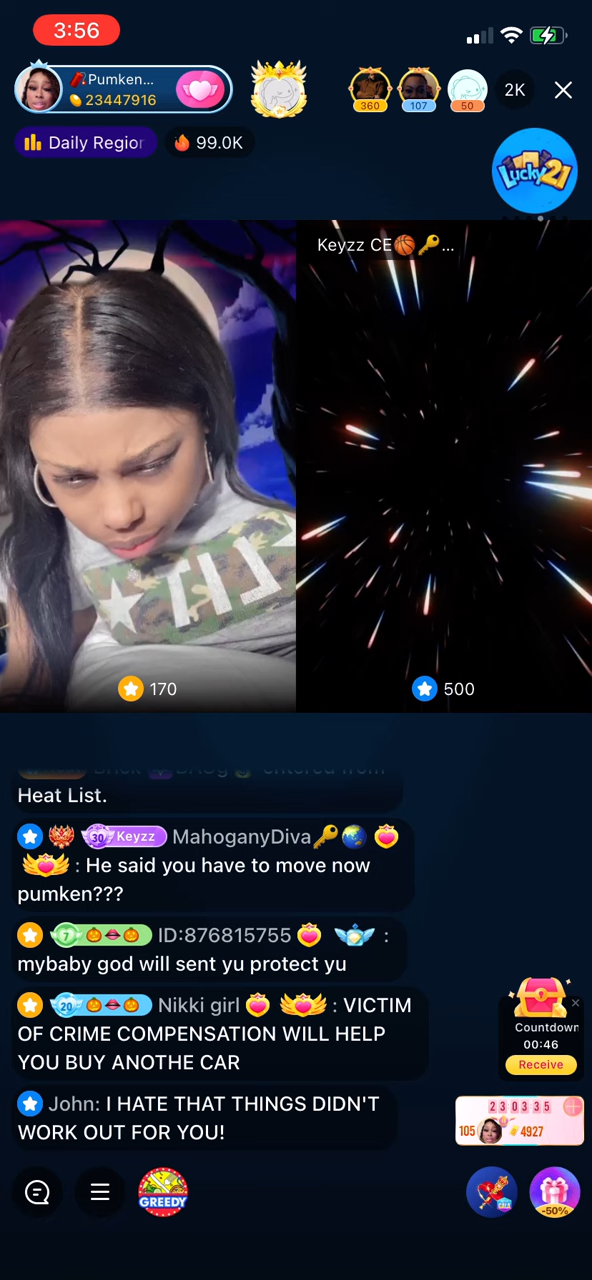 3:56
Pumken...
23447916
360
107
50
2K
Daily Region
99.0K
Lucky21
Keyzz CE🏀🔑...
170
500
Heat List.
30 Keyzz MahoganyDiva🔑🌏
: He said you have to move now
pumken???
7 🎃👄🎃 ID:876815755 :
mybaby god will sent yu protect yu
20 🎃👄🎃 Nikki girl : VICTIM
OF CRIME COMPENSATION WILL HELP
YOU BUY ANOTHE CAR
John: I HATE THAT THINGS DIDN'T
WORK OUT FOR YOU!
Countdown
00:46
Receive
230335
105
4927
GREEDY
-50%